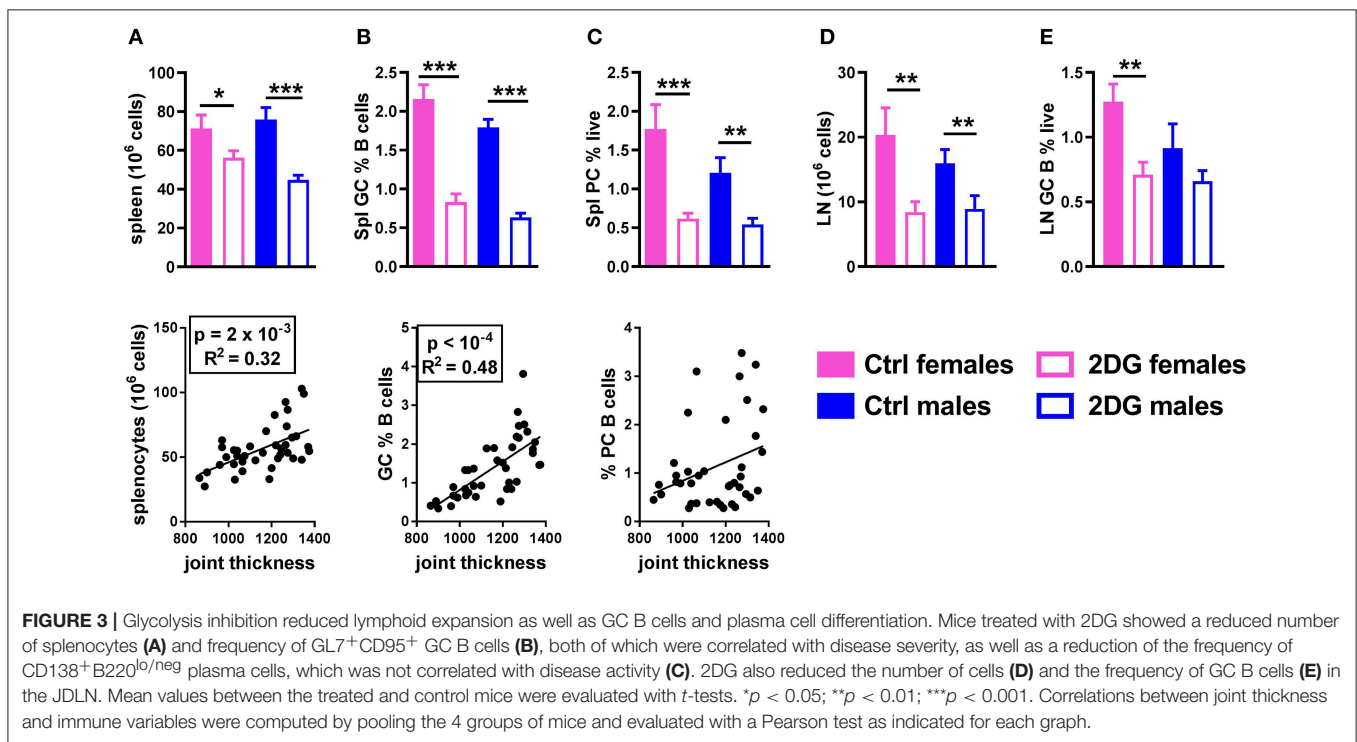 A B C D E
* ***
spleen (10⁶ cells)
100
80
60
40
20
0
*** ***
Spl GC % B cells
2.5
2.0
1.5
1.0
0.5
0.0
*** **
Spl PC % live
2.5
2.0
1.5
1.0
0.5
0.0
** **
LN (10⁶ cells)
30
20
10
0
**
LN GC B % live
1.5
1.0
0.5
0.0
splenocytes (10⁶ cells)
150
100
50
0
p = 2 x 10⁻³
R² = 0.32
800 1000 1200 1400
joint thickness
GC % B cells
5
4
3
2
1
0
p < 10⁻⁴
R² = 0.48
800 1000 1200 1400
joint thickness
% PC B cells
4
3
2
1
0
800 1000 1200 1400
joint thickness
Ctrl females 2DG females
Ctrl males 2DG males
FIGURE 3 | Glycolysis inhibition reduced lymphoid expansion as well as GC B cells and plasma cell differentiation. Mice treated with 2DG showed a reduced number
of splenocytes (A) and frequency of GL7⁺CD95⁺ GC B cells (B), both of which were correlated with disease severity, as well as a reduction of the frequency of
CD138⁺B220ˡᵒ/ⁿᵉᵍ plasma cells, which was not correlated with disease activity (C). 2DG also reduced the number of cells (D) and the frequency of GC B cells (E) in
the JDLN. Mean values between the treated and control mice were evaluated with t-tests. *p < 0.05; **p < 0.01; ***p < 0.001. Correlations between joint thickness
and immune variables were computed by pooling the 4 groups of mice and evaluated with a Pearson test as indicated for each graph.